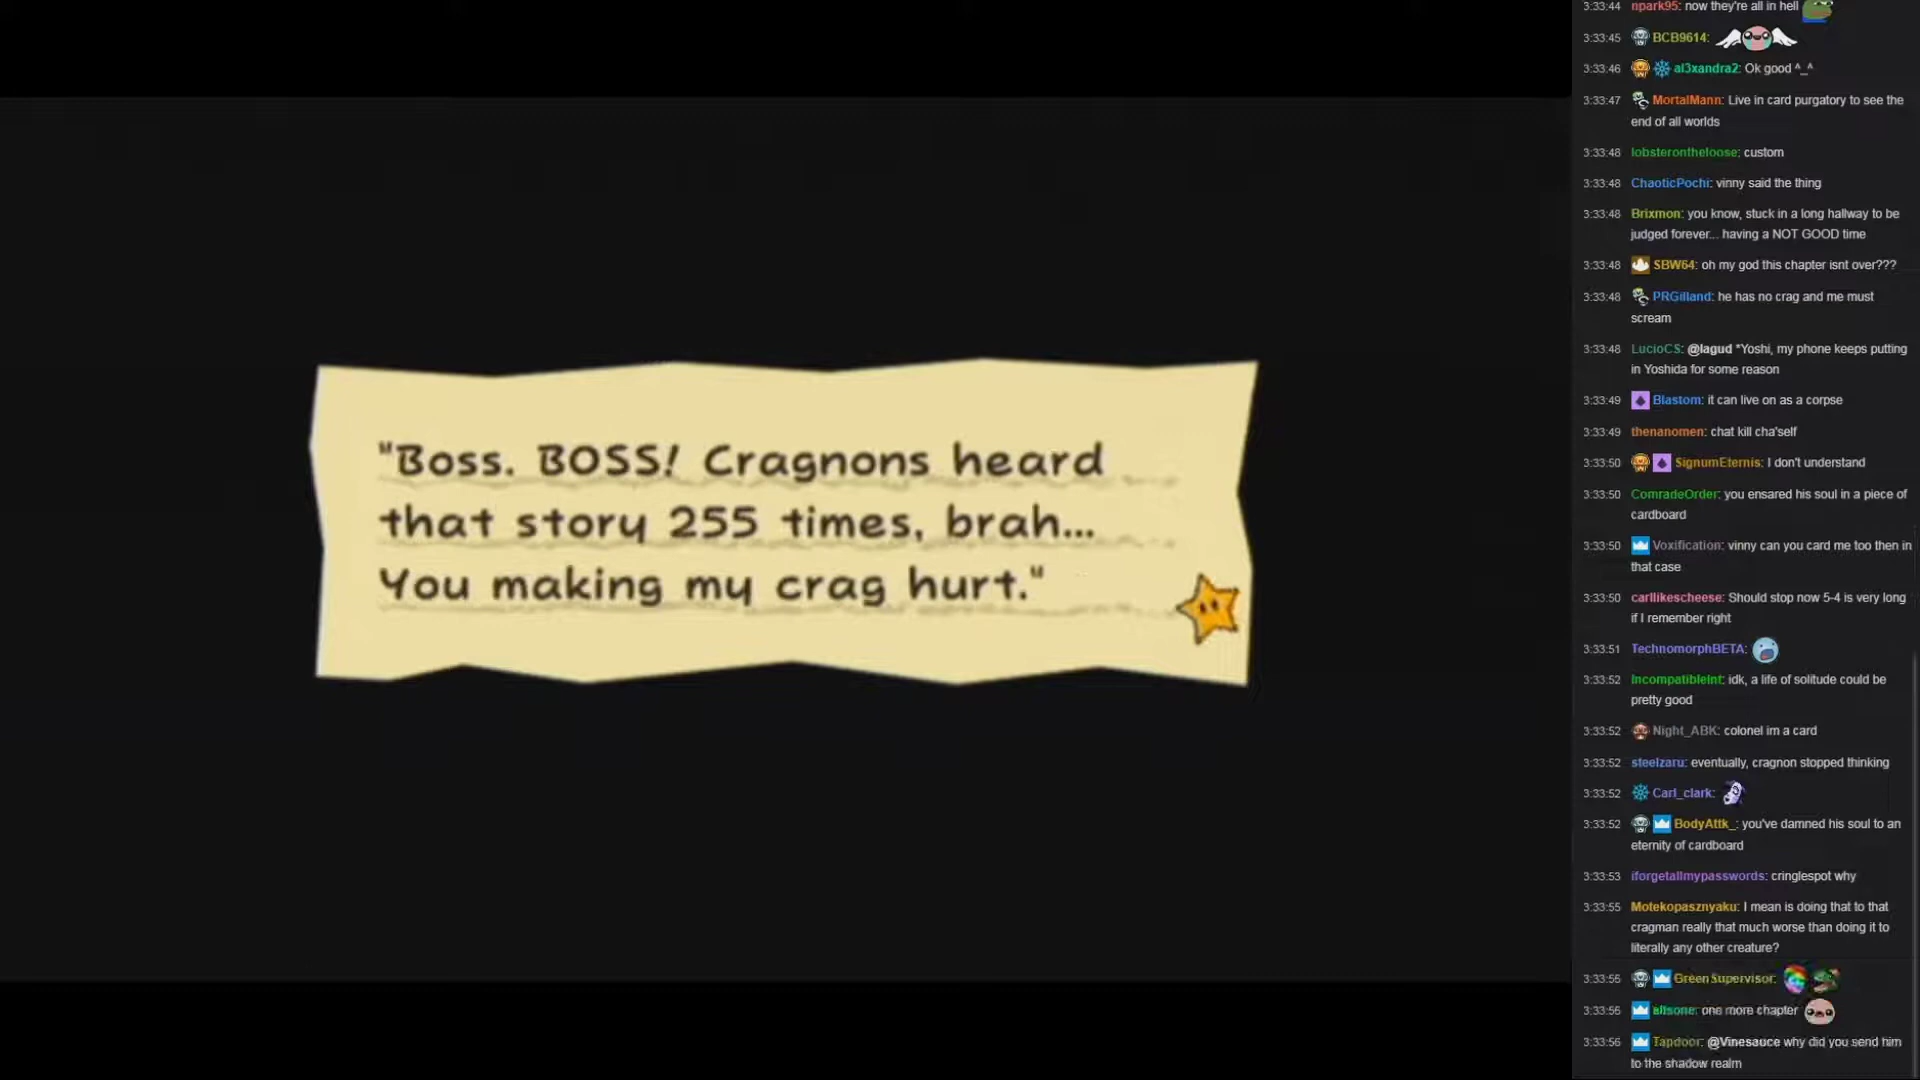 "Boss. BOSS! Cragnons heard
that story 255 times, brah...
You making my crag hurt."
3:33:44 npark95: now they're all in hell
3:33:45 BCB9614:
3:33:46 al3xandra2: Ok good ^_^
3:33:47 MortalMann: Live in card purgatory to see the
end of all worlds
3:33:48 lobsterontheloose: custom
3:33:48 ChaoticPochi: vinny said the thing
3:33:48 Brixmon: you know, stuck in a long hallway to be
judged forever... having a NOT GOOD time
3:33:48 SBW64: oh my god this chapter isnt over???
3:33:48 PRGilland: he has no crag and me must
scream
3:33:48 LucioCS: @lagud *Yoshi, my phone keeps putting
in Yoshida for some reason
3:33:49 Blastom: it can live on as a corpse
3:33:49 thenanomen: chat kill cha'self
3:33:50 SignumEternis: I don't understand
3:33:50 ComradeOrder: you ensared his soul in a piece of
cardboard
3:33:50 Voxification: vinny can you card me too then in
that case
3:33:50 carllikescheese: Should stop now 5-4 is very long
if I remember right
3:33:51 TechnomorphBETA:
3:33:52 IncompatibleInt: idk, a life of solitude could be
pretty good
3:33:52 Night_ABK: colonel im a card
3:33:52 steelzaru: eventually, cragnon stopped thinking
3:33:52 Carl_clark:
3:33:52 BodyAttk_: you've damned his soul to an
eternity of cardboard
3:33:53 iforgetallmypasswords: cringlespot why
3:33:55 Motekopasznyaku: I mean is doing that to that
cragman really that much worse than doing it to
literally any other creature?
3:33:56 GreenSupervisor:
3:33:56 altsone: one more chapter
3:33:56 Tapdoor: @Vinesauce why did you send him
to the shadow realm